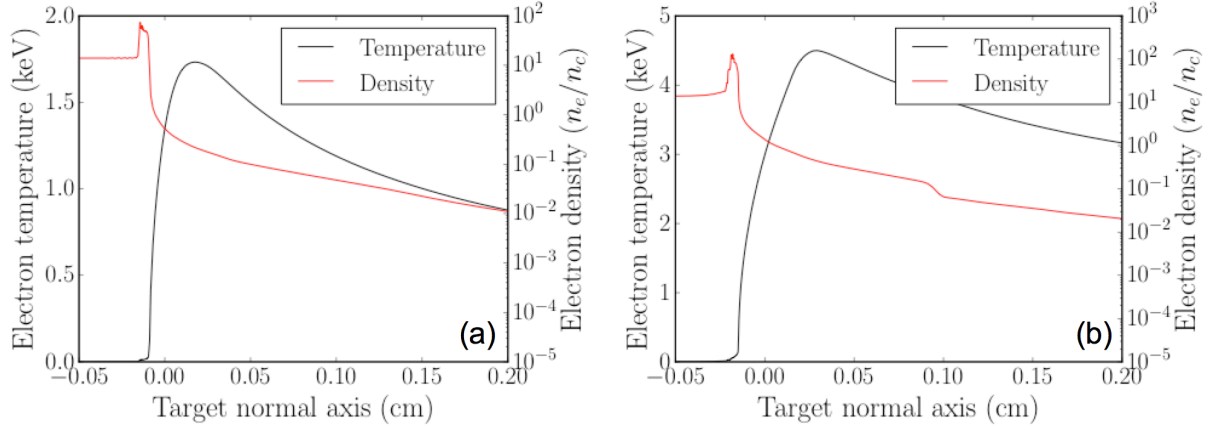 2.0
1.5
1.0
0.5
0.0
Electron temperature (keV)
Temperature
Density
10^2
10^1
10^0
10^{-1}
10^{-2}
10^{-3}
10^{-4}
10^{-5}
Electron density (n_e/n_c)
(a)
−0.05 0.00 0.05 0.10 0.15 0.20
Target normal axis (cm)
5
4
3
2
1
0
Electron temperature (keV)
Temperature
Density
10^3
10^2
10^1
10^0
10^{-1}
10^{-2}
10^{-3}
10^{-4}
10^{-5}
Electron density (n_e/n_c)
(b)
−0.05 0.00 0.05 0.10 0.15 0.20
Target normal axis (cm)